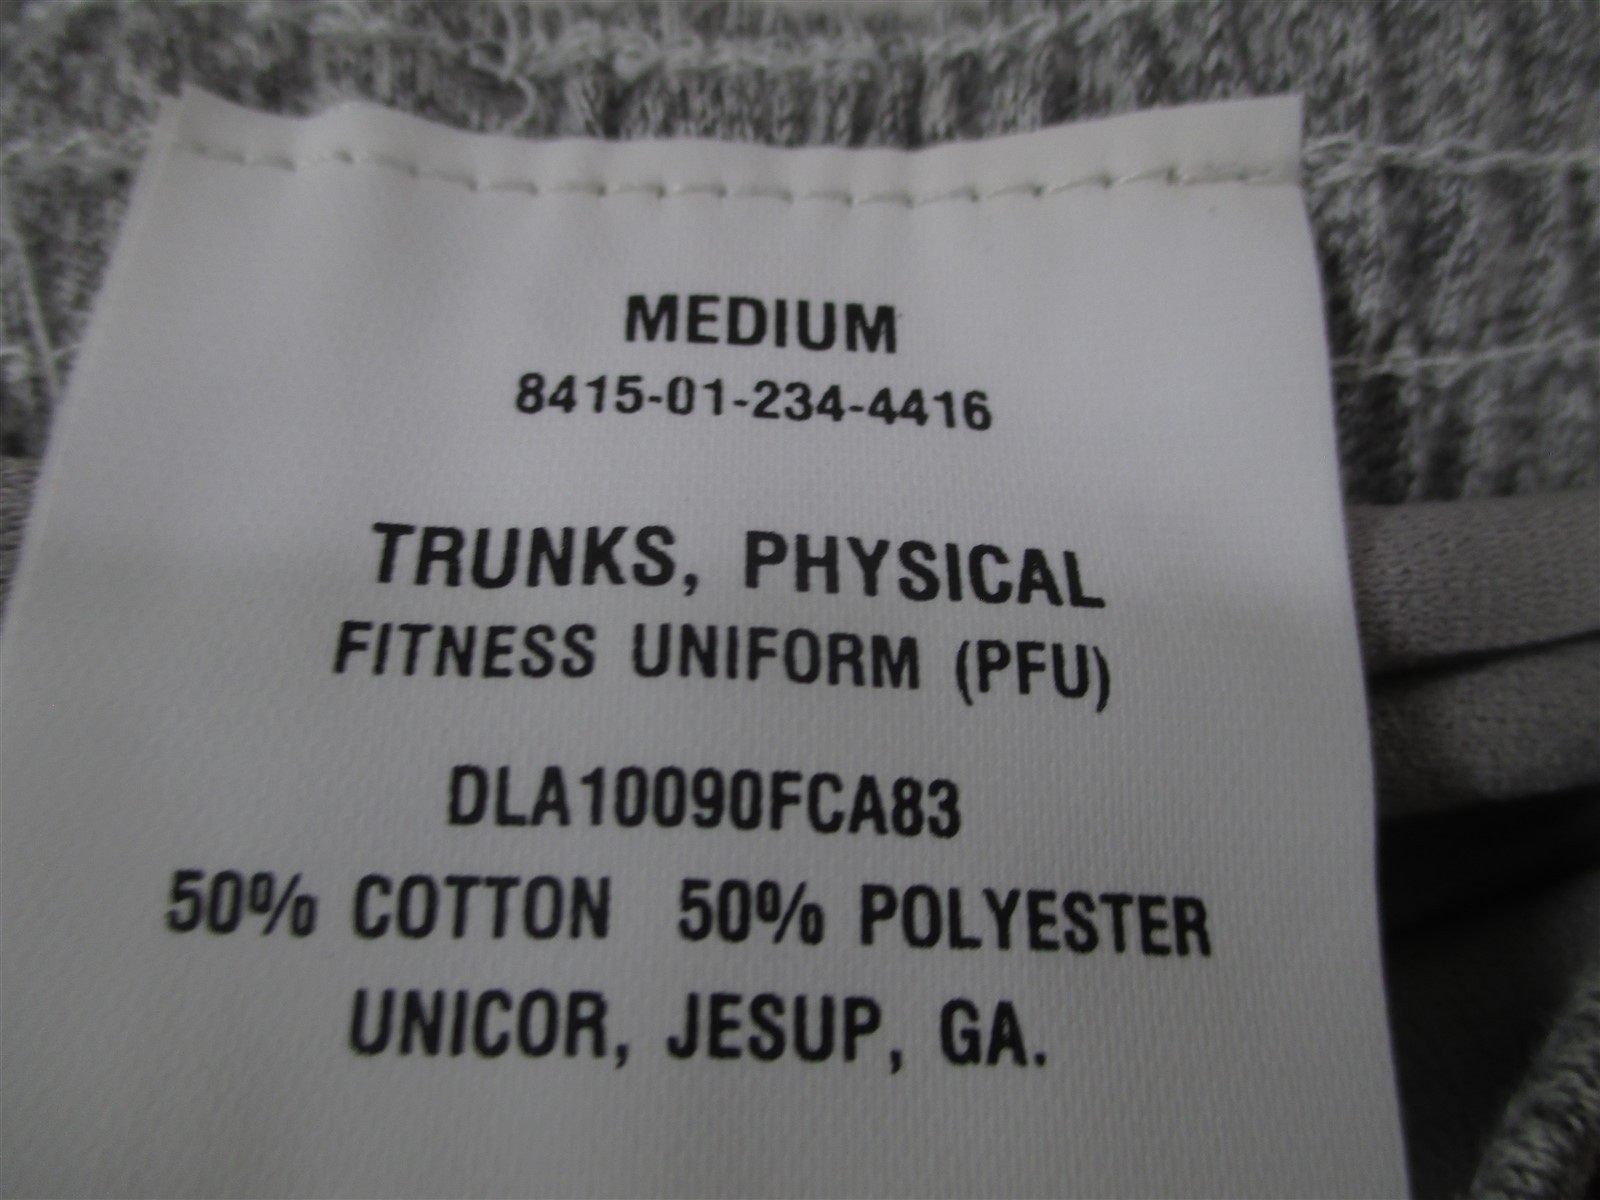 MEDIUM
8415-01-234-4416
TRUNKS, PHYSICAL
FITNESS UNIFORM (PFU)
DLA10090FCA83
50% COTTON 50% POLYESTER
UNICOR, JESUP, GA.